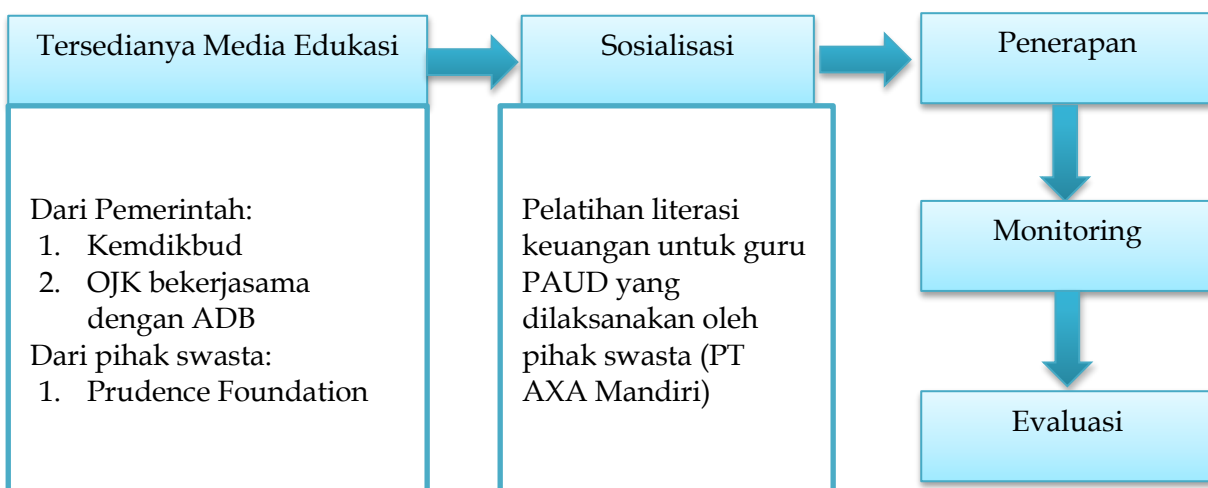 Tersedianya Media Edukasi
Dari Pemerintah:
1. Kemdikbud
2. OJK bekerjasama
dengan ADB
Dari pihak swasta:
1. Prudence Foundation
Sosialisasi
Pelatihan literasi
keuangan untuk guru
PAUD yang
dilaksanakan oleh
pihak swasta (PT
AXA Mandiri)
Penerapan
Monitoring
Evaluasi